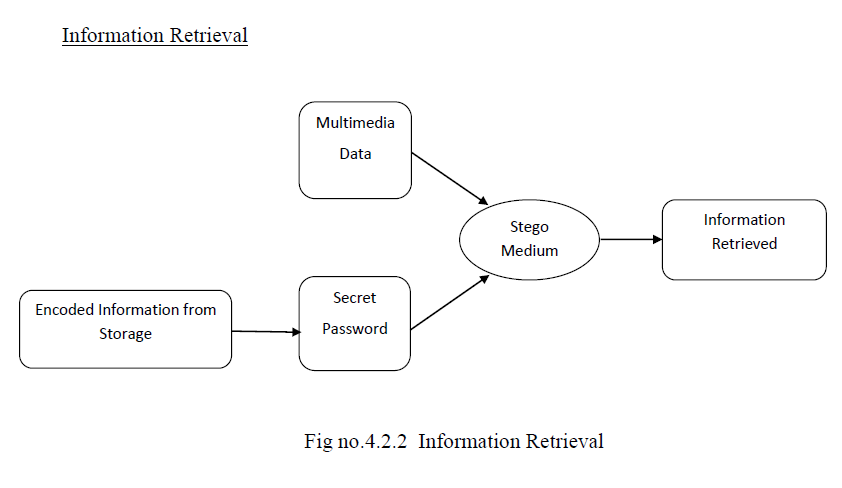 Information Retrieval
Multimedia
Data
Stego
Medium
Information
Retrieved
Secret
Password
Encoded Information from
Storage
Fig no.4.2.2 Information Retrieval